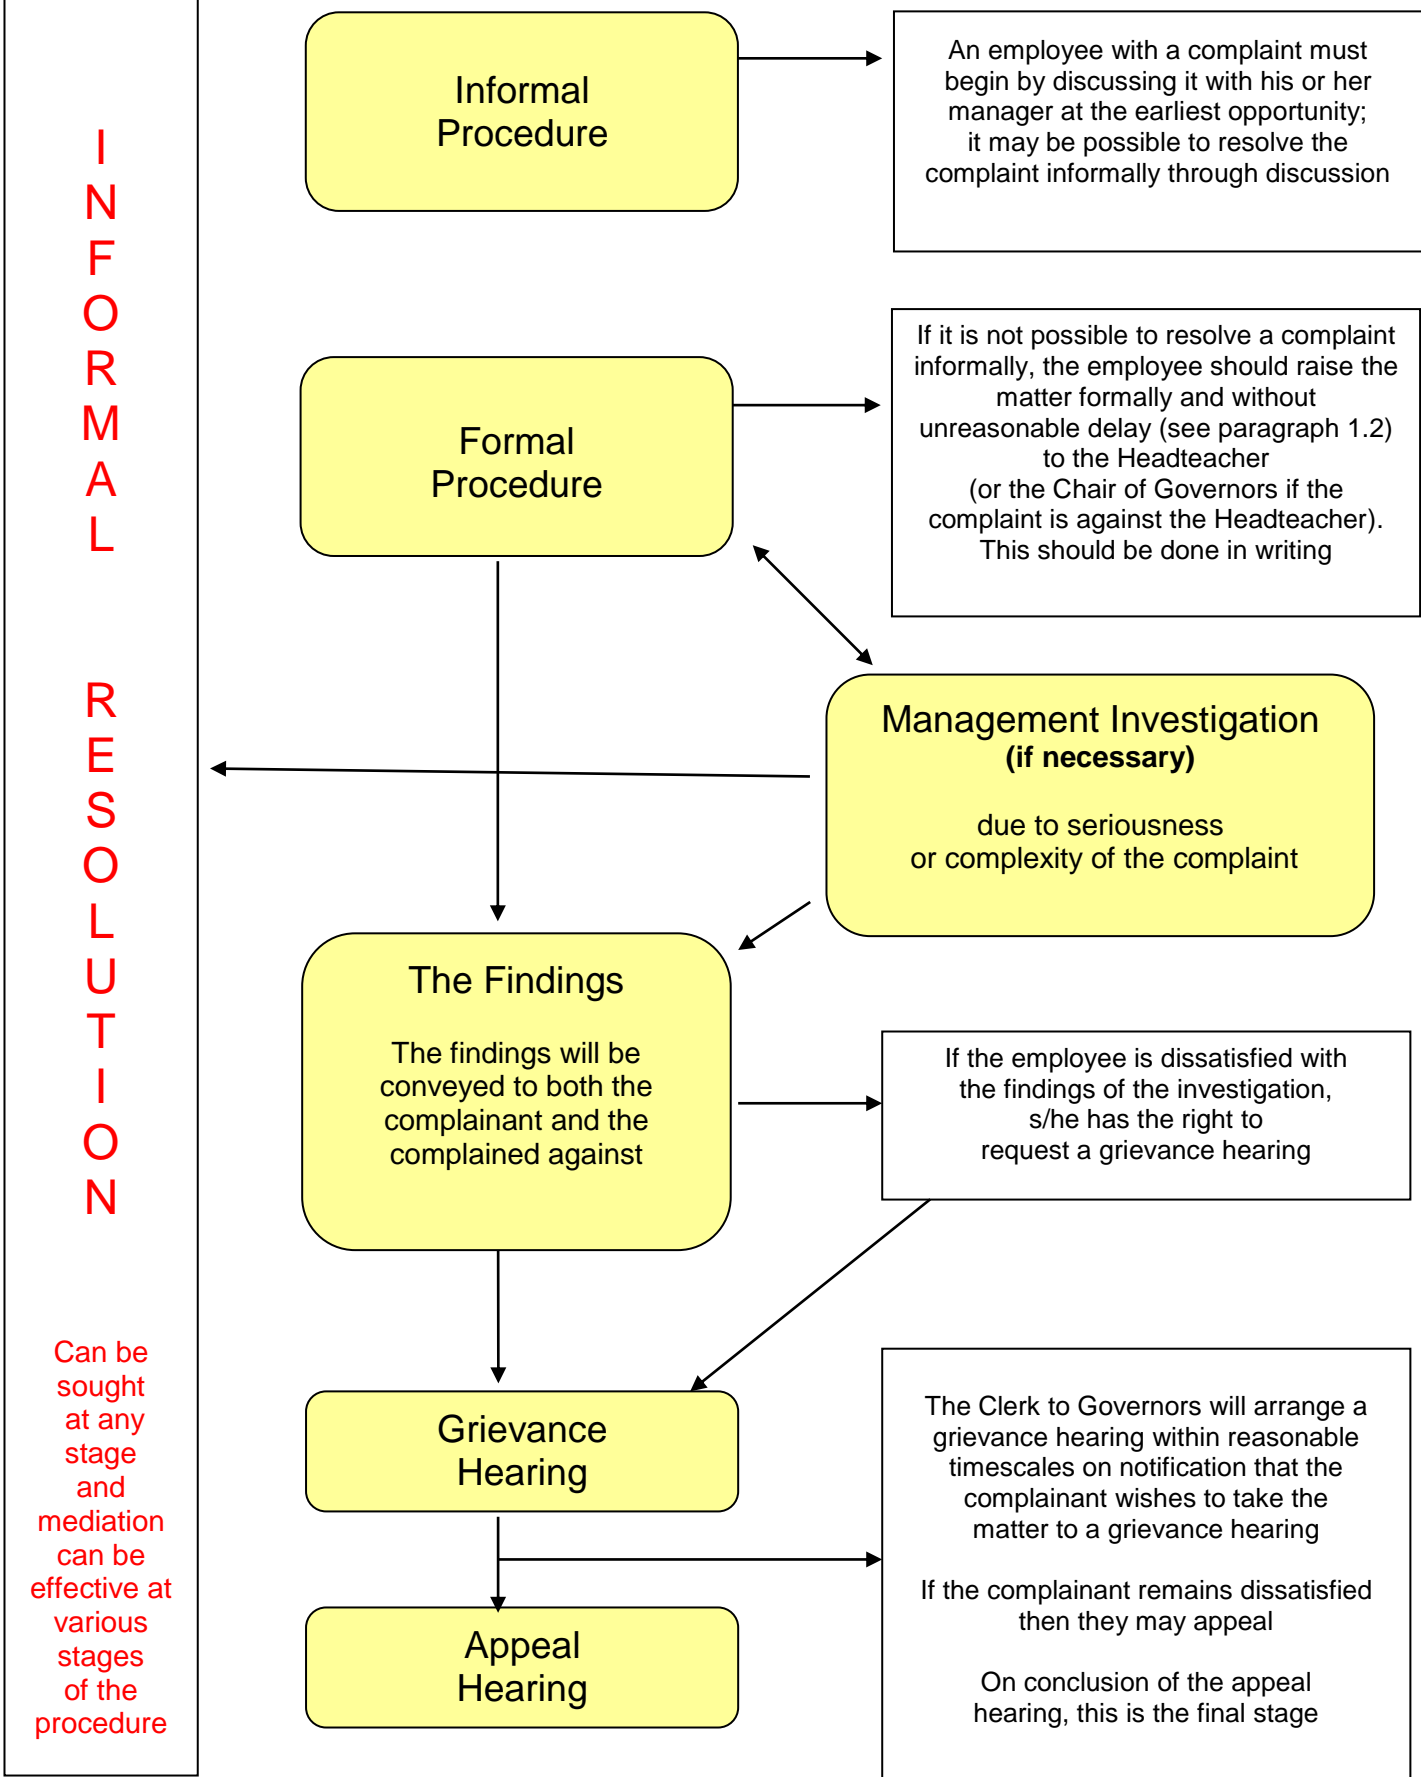 I
N
F
O
R
M
A
L
R
E
S
O
L
U
T
I
O
N
Can be
sought
at any
stage
and
mediation
can be
effective at
various
stages
of the
procedure
Informal
Procedure
An employee with a complaint must
begin by discussing it with his or her
manager at the earliest opportunity;
it may be possible to resolve the
complaint informally through discussion
Formal
Procedure
If it is not possible to resolve a complaint
informally, the employee should raise the
matter formally and without
unreasonable delay (see paragraph 1.2)
to the Headteacher
(or the Chair of Governors if the
complaint is against the Headteacher).
This should be done in writing
Management Investigation
(if necessary)
due to seriousness
or complexity of the complaint
The Findings
The findings will be
conveyed to both the
complainant and the
complained against
If the employee is dissatisfied with
the findings of the investigation,
s/he has the right to
request a grievance hearing
Grievance
Hearing
The Clerk to Governors will arrange a
grievance hearing within reasonable
timescales on notification that the
complainant wishes to take the
matter to a grievance hearing
If the complainant remains dissatisfied
then they may appeal
On conclusion of the appeal
hearing, this is the final stage
Appeal
Hearing